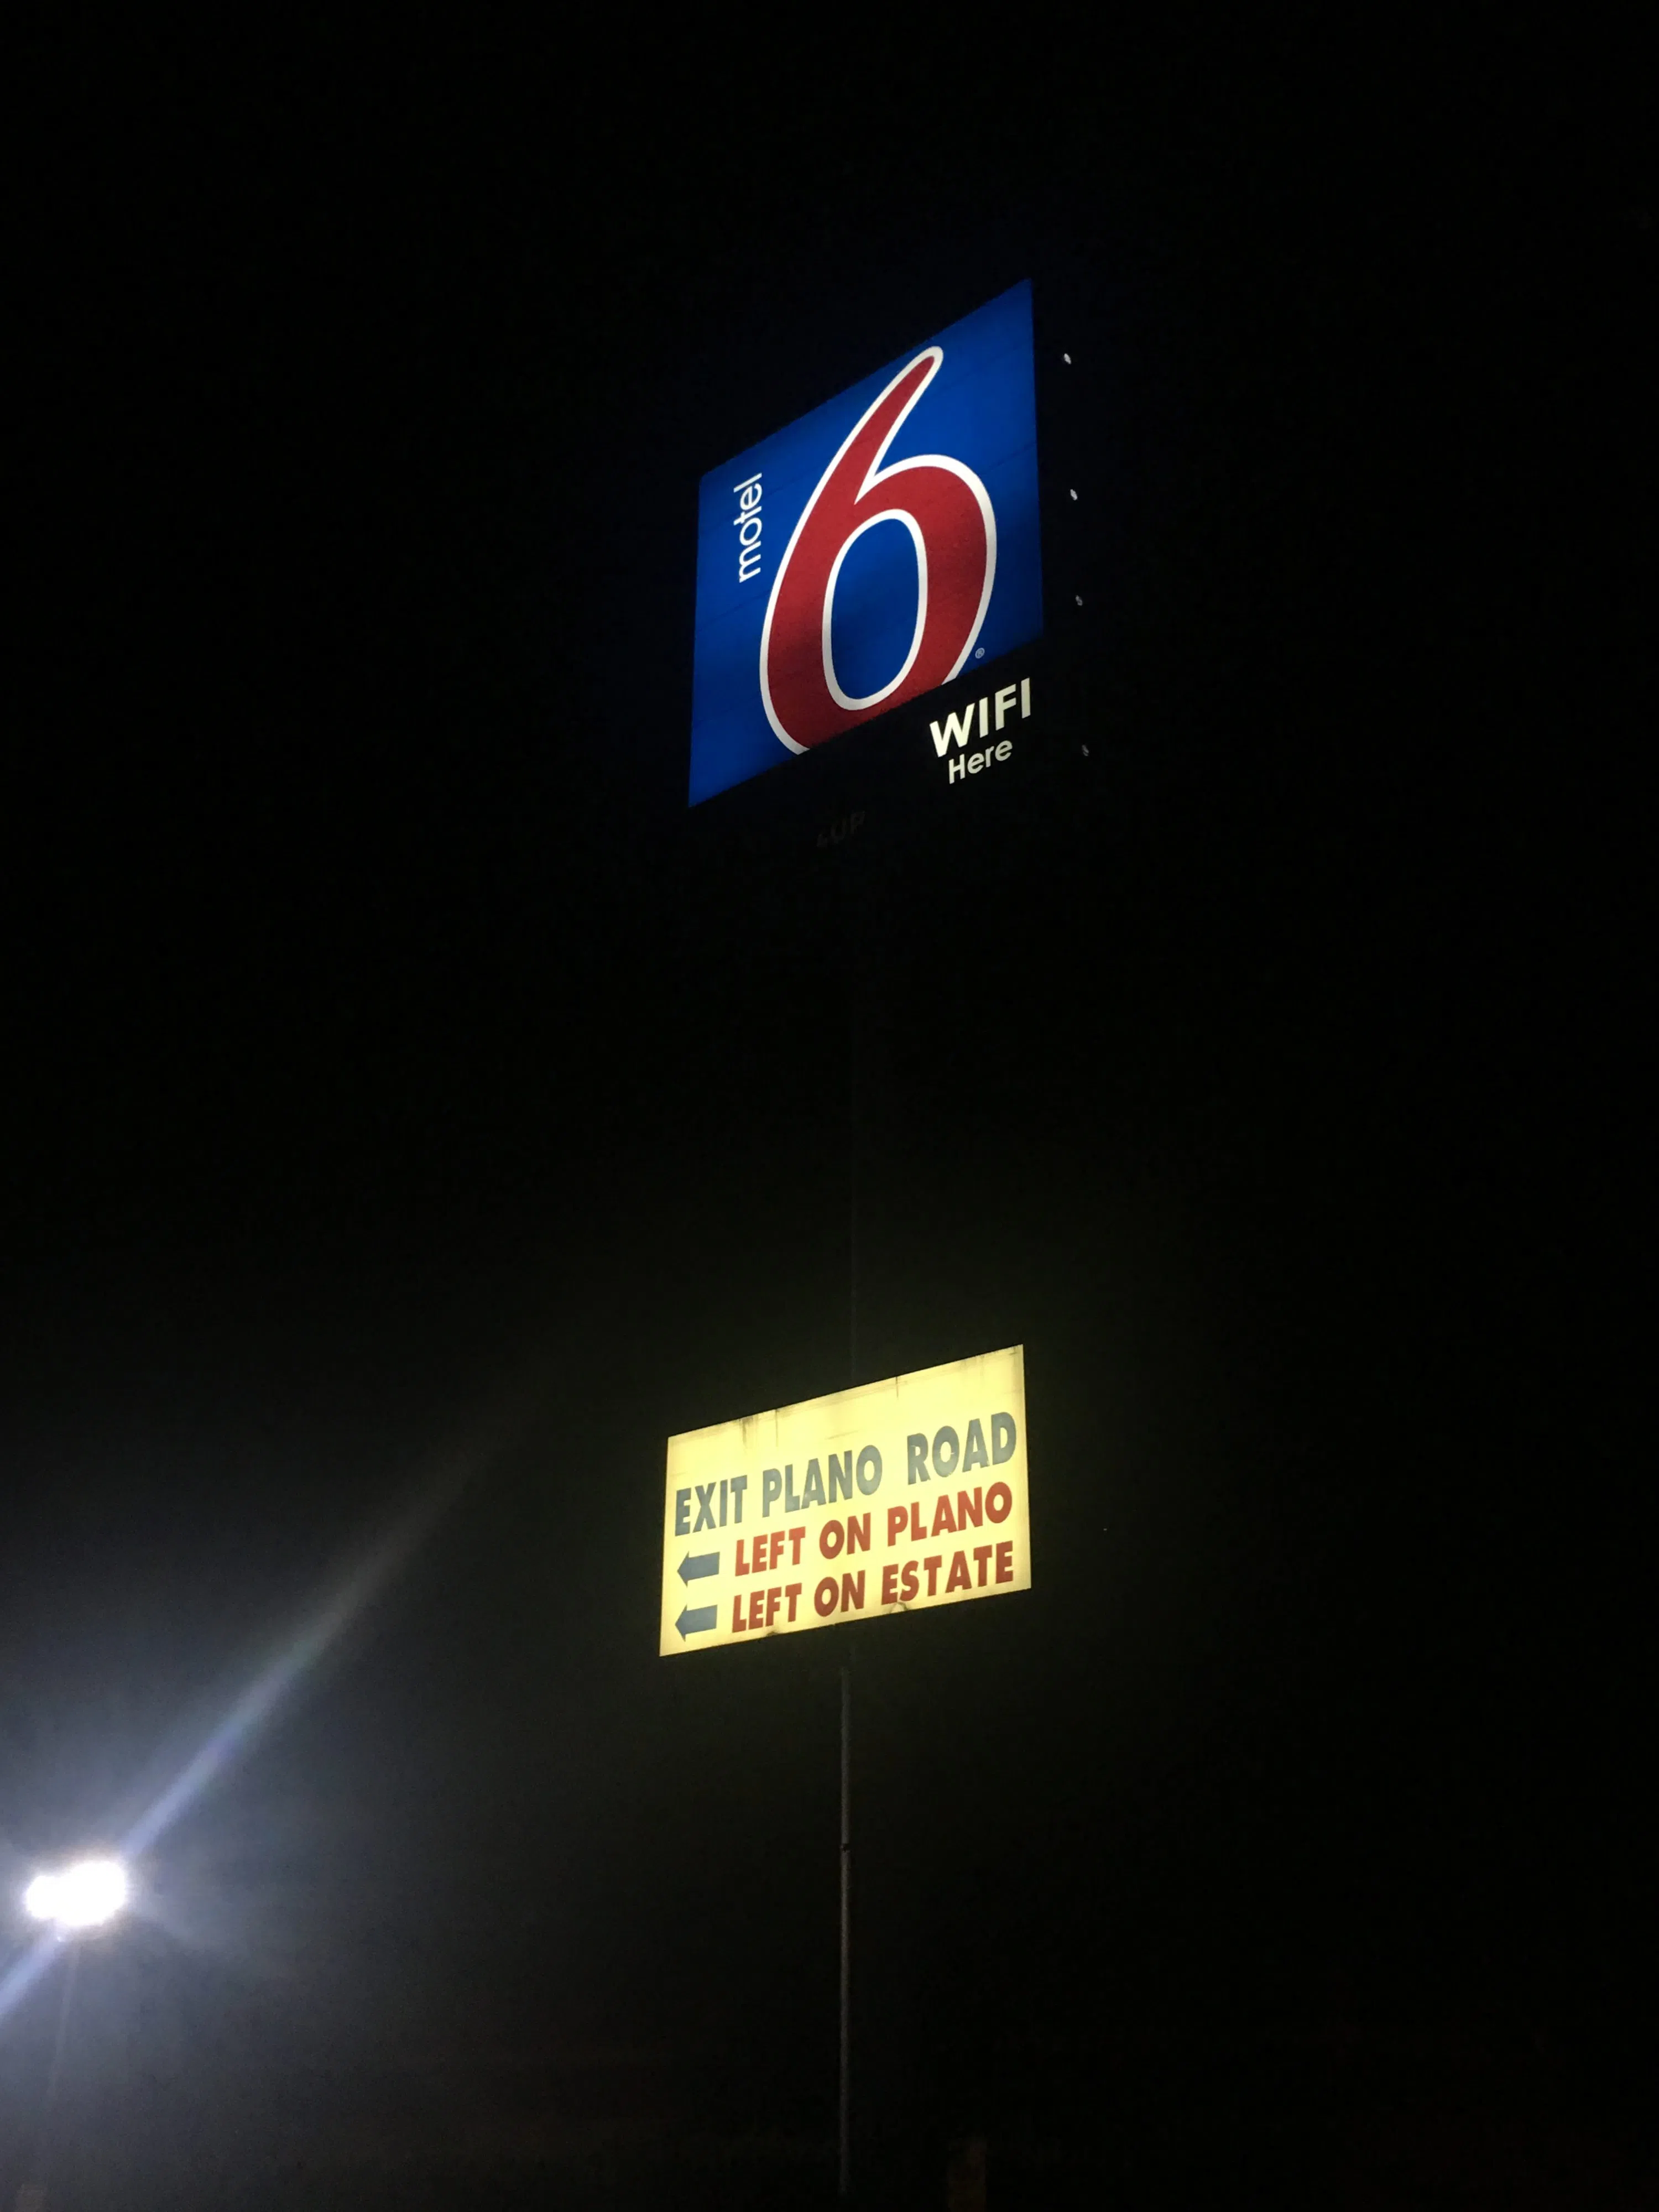 motel
6
®
WIFI
Here
EXIT PLANO ROAD
LEFT ON PLANO
LEFT ON ESTATE